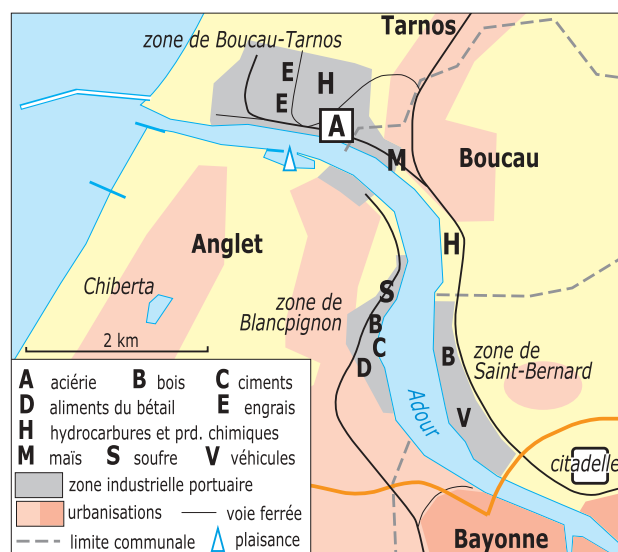 Tarnos
zone de Boucau-Tarnos
E
H
E
A
M
Boucau
Anglet
H
Chiberta
S
zone de
Blancpignon
B
C
D
2 km
B
zone de
Saint-Bernard
Adour
V
citadelle
Bayonne
A aciérie B bois C ciments
D aliments du bétail E engrais
H hydrocarbures et prd. chimiques
M maïs S soufre V véhicules
zone industrielle portuaire
urbanisations voie ferrée
limite communale plaisance